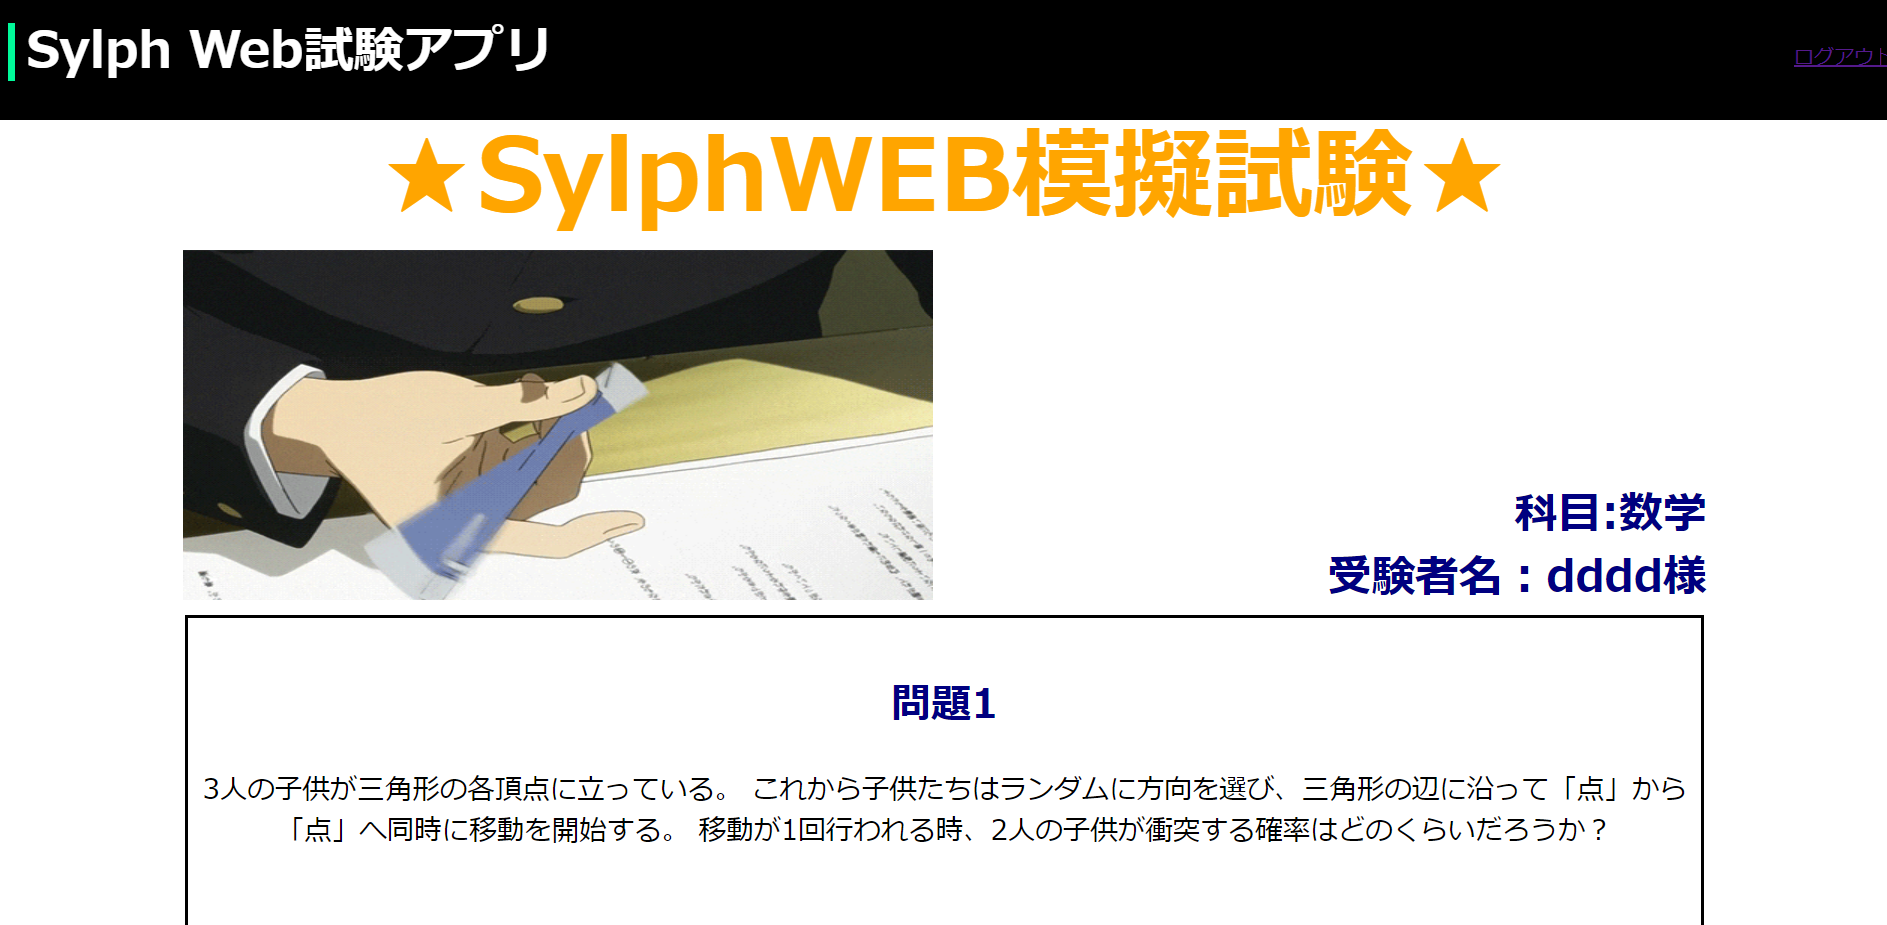 Sylph Web試験アプリ
ログアウト
★SylphWEB模擬試験★
科目:数学
受験者名：dddd様
問題1
3人の子供が三角形の各頂点に立っている。 これから子供たちはランダムに方向を選び、三角形の辺に沿って「点」から
「点」へ同時に移動を開始する。 移動が1回行われる時、2人の子供が衝突する確率はどのくらいだろうか？